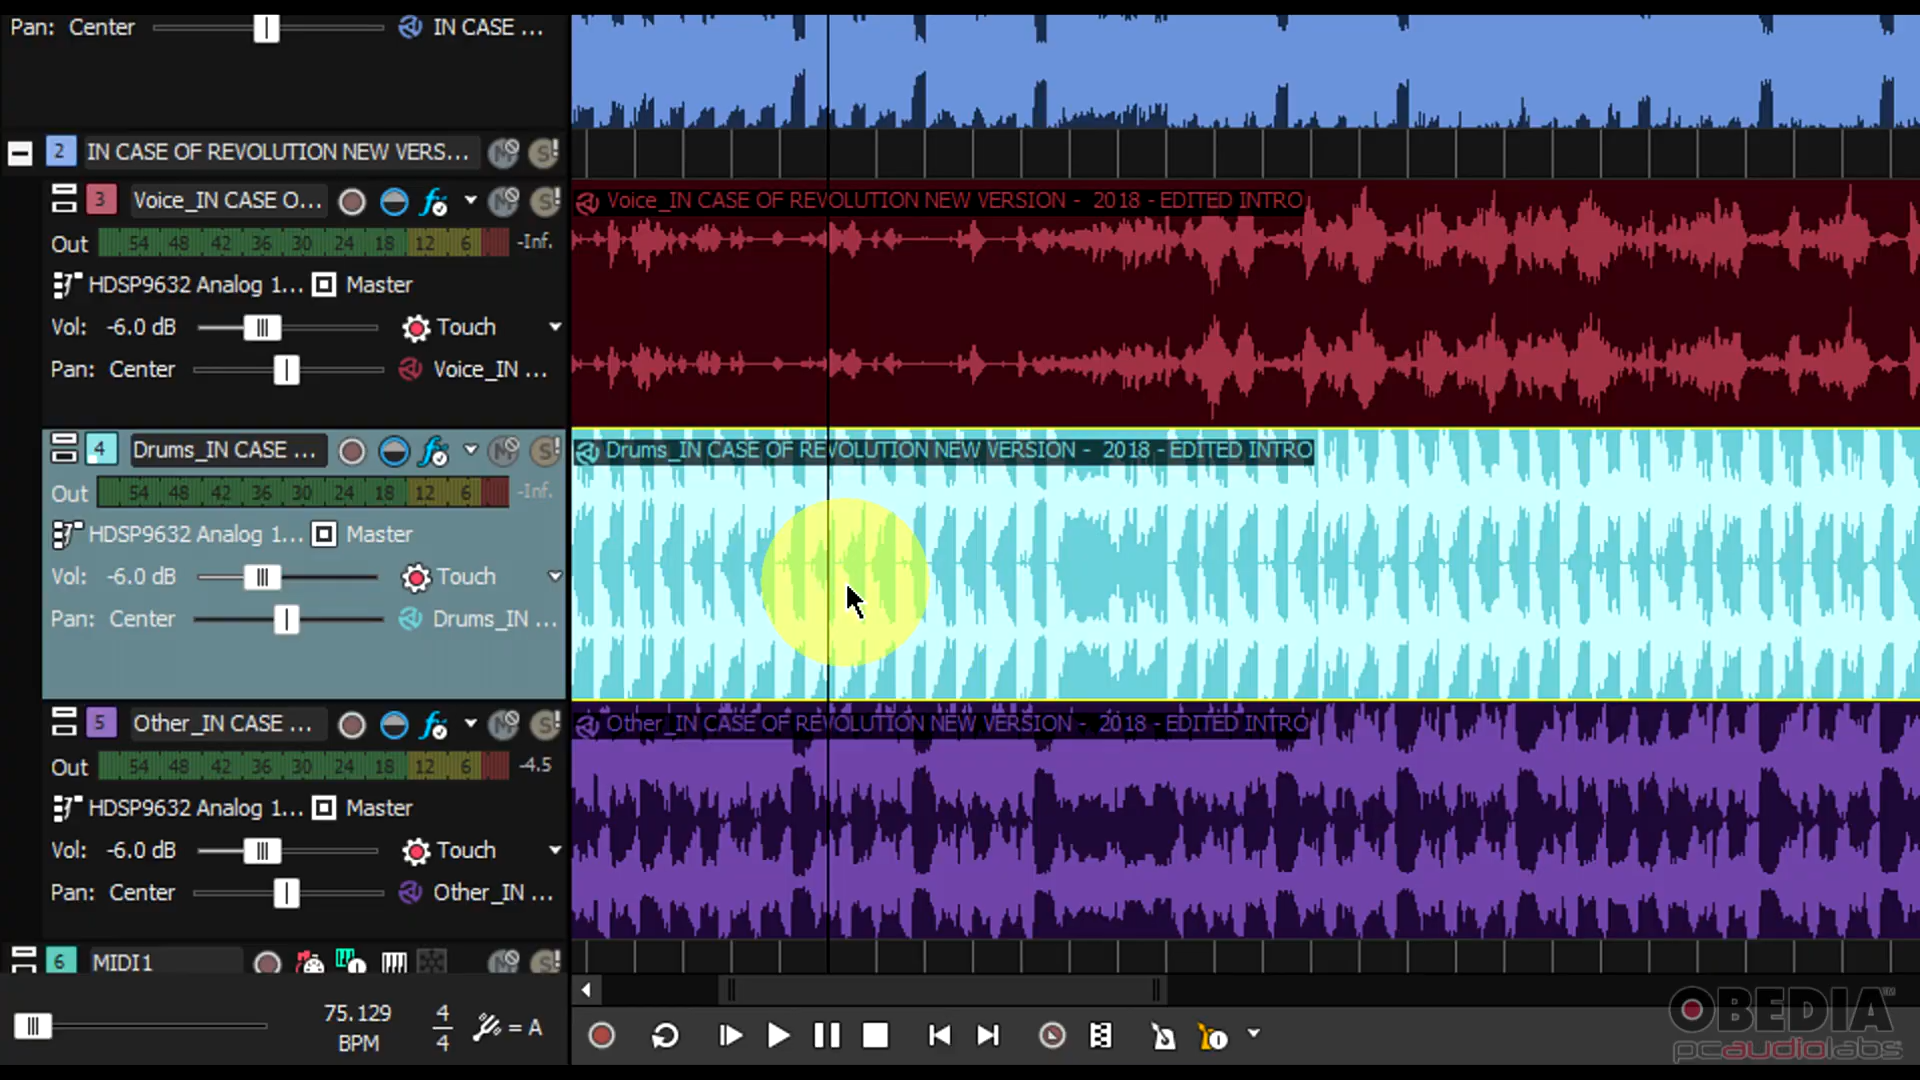 Pan: Center IN CASE ...
2 IN CASE OF REVOLUTION NEW VERS... M S!
3 Voice_IN CASE O... M S!
Voice_IN CASE OF REVOLUTION NEW VERSION - 2018 - EDITED INTRO
Out 54 48 42 36 30 24 18 12 6 -Inf.
HDSP9632 Analog 1... Master
Vol: -6.0 dB Touch
Pan: Center Voice_IN ...
4 Drums_IN CASE ... M S!
Drums_IN CASE OF REVOLUTION NEW VERSION - 2018 - EDITED INTRO
Out 54 48 42 36 30 24 18 12 6 -Inf.
HDSP9632 Analog 1... Master
Vol: -6.0 dB Touch
Pan: Center Drums_IN ...
5 Other_IN CASE ... M S!
Other_IN CASE OF REVOLUTION NEW VERSION - 2018 - EDITED INTRO
Out 54 48 42 36 30 24 18 12 6 -4.5
HDSP9632 Analog 1... Master
Vol: -6.0 dB Touch
Pan: Center Other_IN ...
6 MIDI1 M S!
75.129
BPM
4
4
= A
OBEDIA™
pcaudiolabs